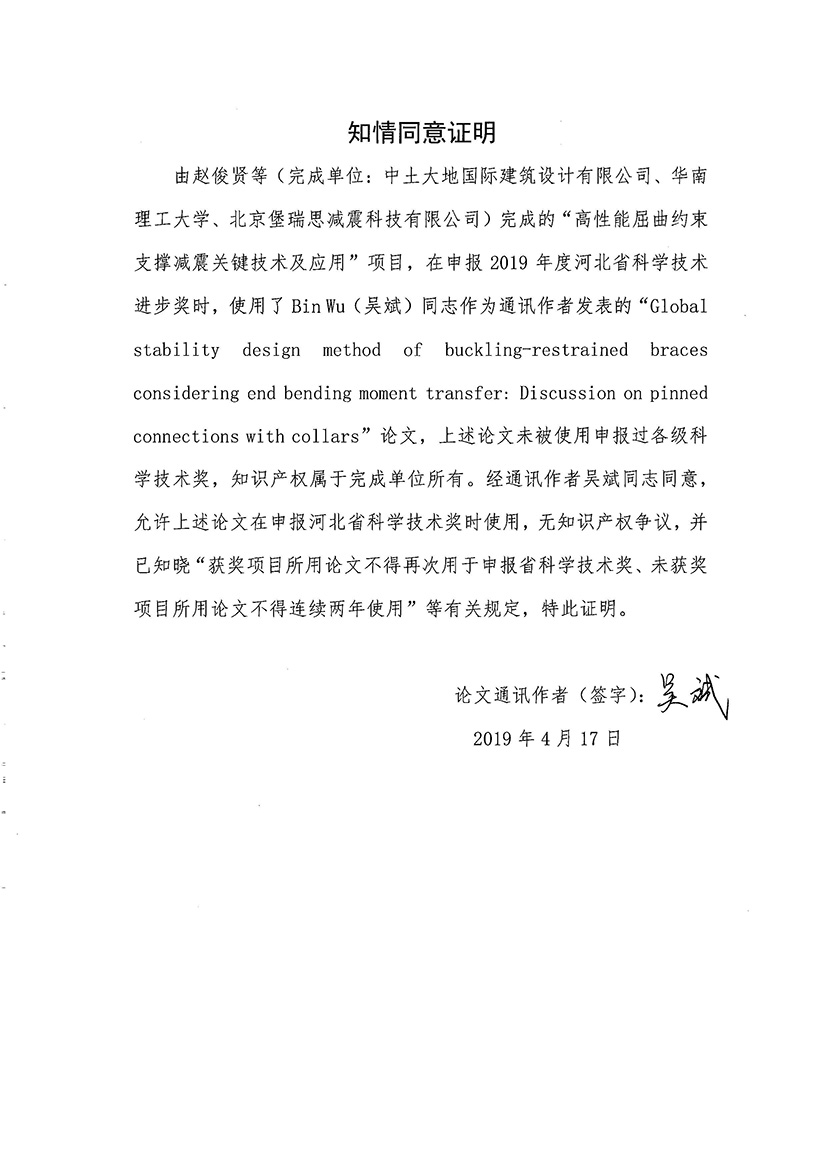 知情同意证明
由赵俊贤等（完成单位：中土大地国际建筑设计有限公司、华南
理工大学、北京堡瑞思减震科技有限公司）完成的“高性能屈曲约束
支撑减震关键技术及应用”项目，在申报 2019 年度河北省科学技术
进步奖时，使用了 Bin Wu（吴斌）同志作为通讯作者发表的“Global
stability design method of buckling-restrained braces
considering end bending moment transfer: Discussion on pinned
connections with collars”论文，上述论文未被使用申报过各级科
学技术奖，知识产权属于完成单位所有。经通讯作者吴斌同志同意，
允许上述论文在申报河北省科学技术奖时使用，无知识产权争议，并
已知晓“获奖项目所用论文不得再次用于申报省科学技术奖、未获奖
项目所用论文不得连续两年使用”等有关规定，特此证明。
论文通讯作者（签字）：吴斌
2019 年 4 月 17 日